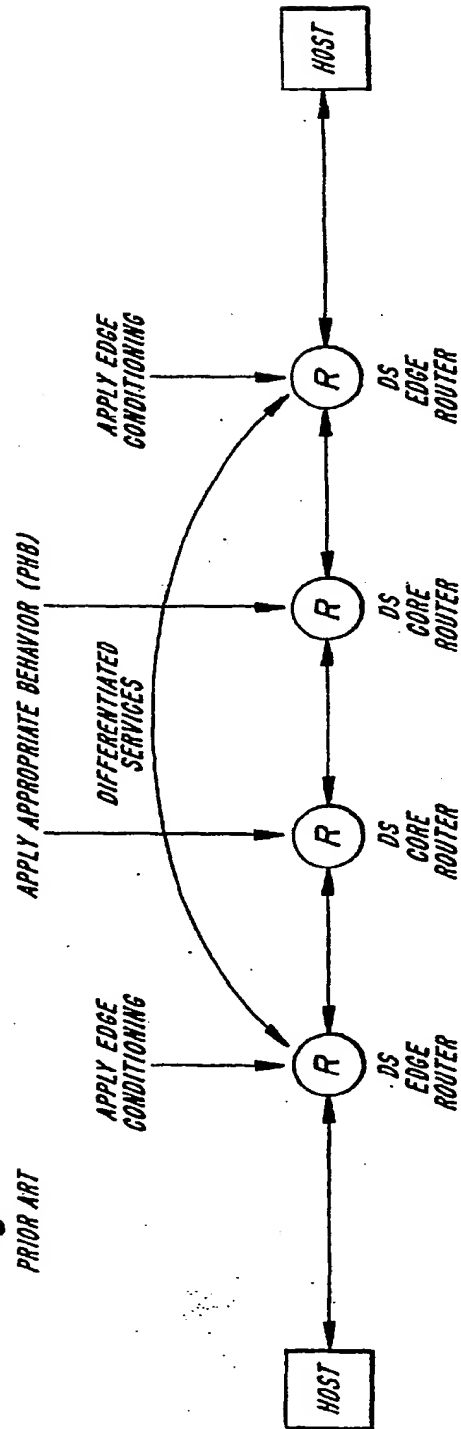 PRIOR ART
APPLY APPROPRIATE BEHAVIOR (PHB)
APPLY EDGE
CONDITIONING
APPLY EDGE
CONDITIONING
DIFFERENTIATED
SERVICES
HOST
R
R
R
R
HOST
DS
EDGE
ROUTER
DS
CORE
ROUTER
DS
CORE
ROUTER
DS
EDGE
ROUTER